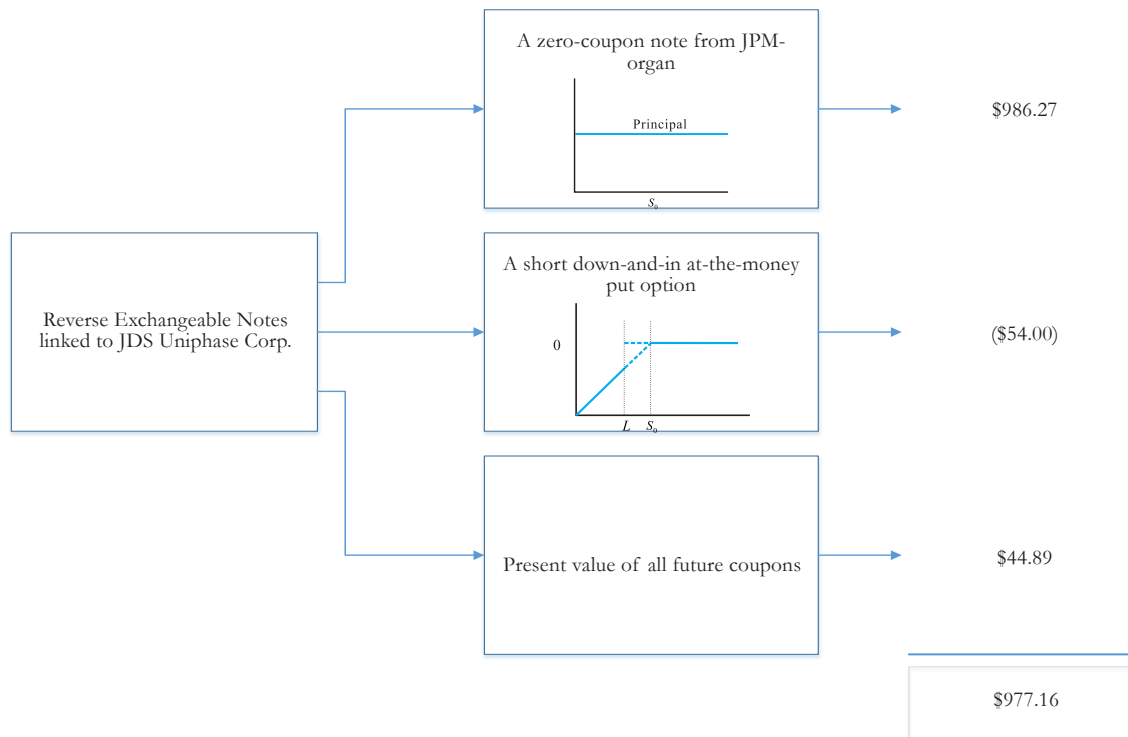 A zero-coupon note from JPM-
organ
Principal
S₀
$986.27
Reverse Exchangeable Notes
linked to JDS Uniphase Corp.
A short down-and-in at-the-money
put option
0
L S₀
($54.00)
Present value of all future coupons
$44.89
$977.16